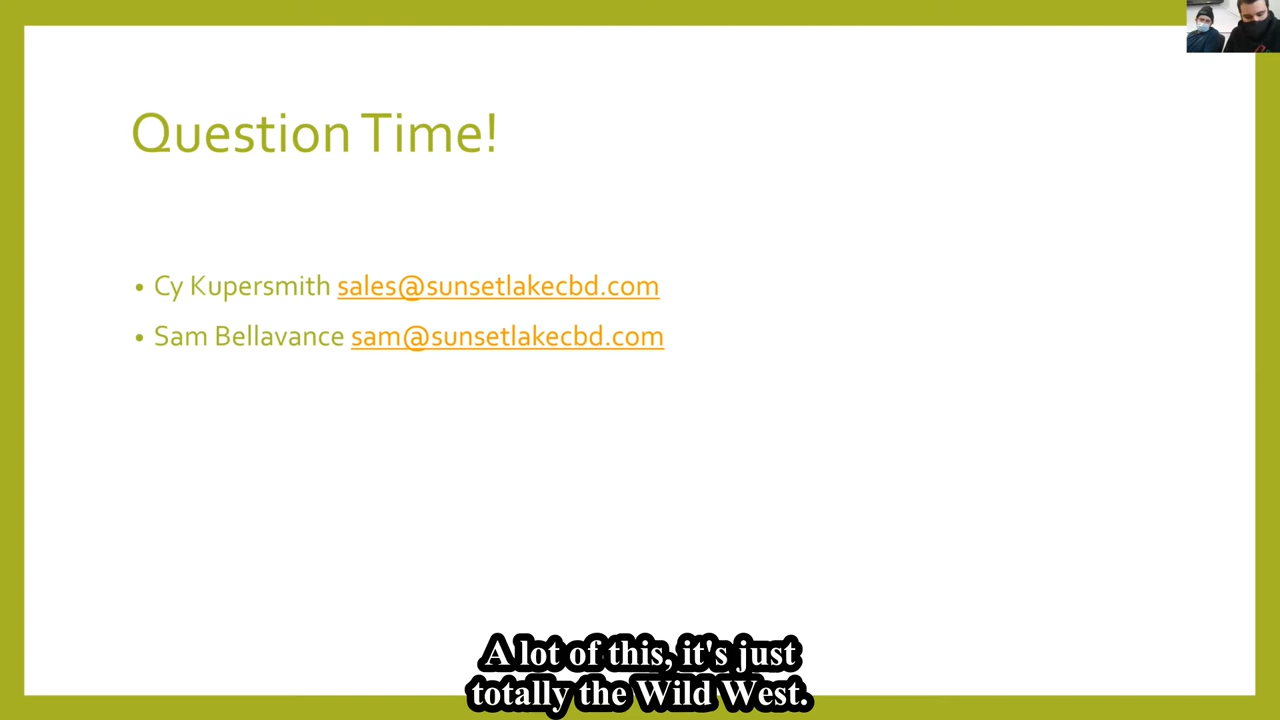 Question Time!
• Cy Kupersmith sales@sunsetlakecbd.com
• Sam Bellavance sam@sunsetlakecbd.com
A lot of this, it's just
totally the Wild West.